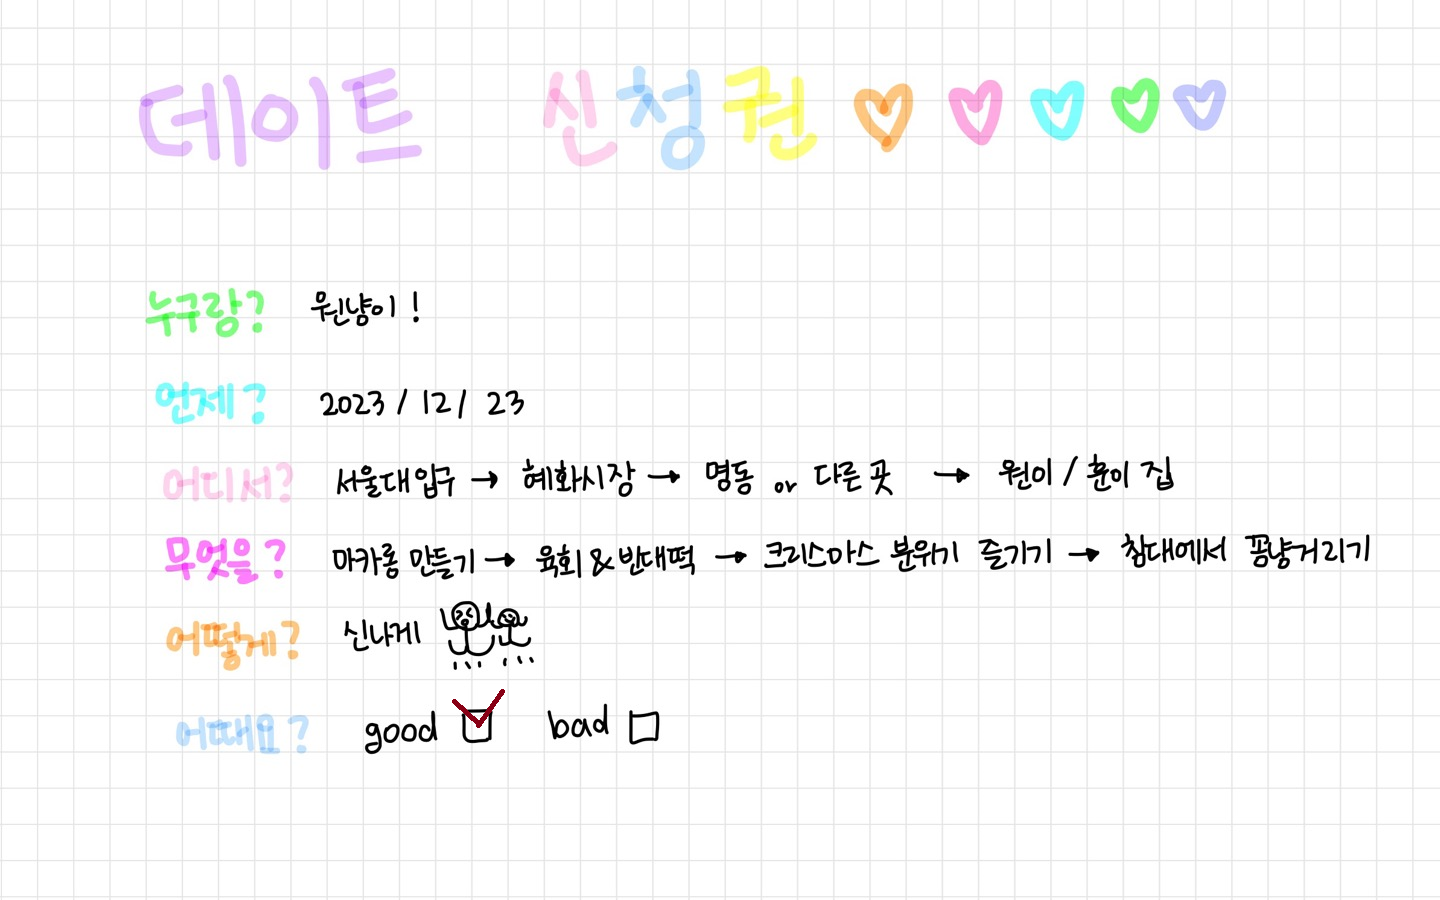 데이트 신청권 ♡ ♡ ♡ ♡ ♡
누구랑? 원냥이!
언제? 2023 / 12 / 23
어디서? 서울대입구 → 혜화시장 → 명동 or 다른 곳 → 원이 / 훈이 집
무엇을? 마카롱 만들기 → 육회 & 반대떡 → 크리스마스 분위기 즐기기 → 침대에서 꽁냥거리기
어떻게? 신나게
어때요? good ☑ bad ☐